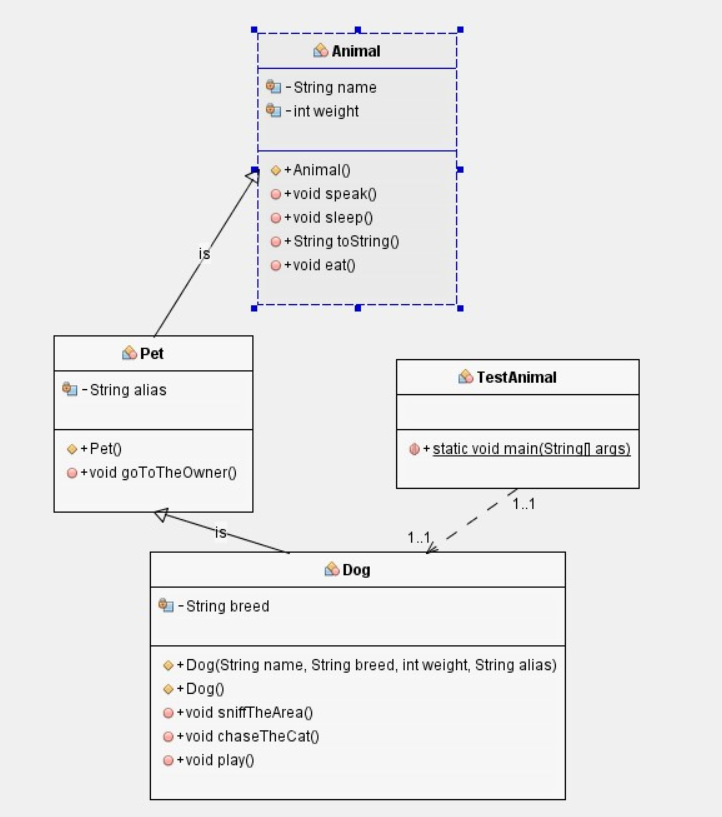 Animal
- String name
- int weight
+ Animal()
+ void speak()
+ void sleep()
+ String toString()
+ void eat()
is
Pet
- String alias
+ Pet()
+ void goToTheOwner()
TestAnimal
+ static void main(String[] args)
is
1..1
1..1
Dog
- String breed
+ Dog(String name, String breed, int weight, String alias)
+ Dog()
+ void sniffTheArea()
+ void chaseTheCat()
+ void play()